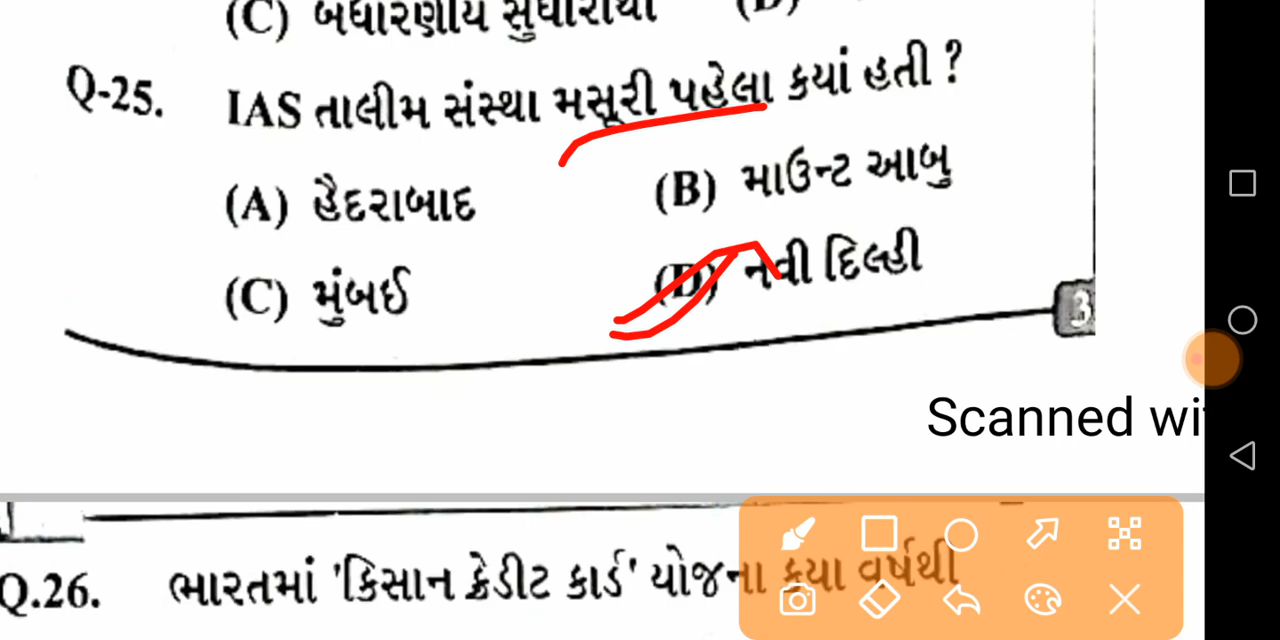 (C) બંધારણીય સુધારાથી (D)
Q-25. IAS તાલીમ સંસ્થા મસૂરી પહેલા કયાં હતી ?
(A) હૈદરાબાદ (B) માઉન્ટ આબુ
(C) મુંબઈ (D) નવી દિલ્હી
3
Scanned wi
Q.26. ભારતમાં 'કિસાન ક્રેડીટ કાર્ડ' યોજના કયા વર્ષથી